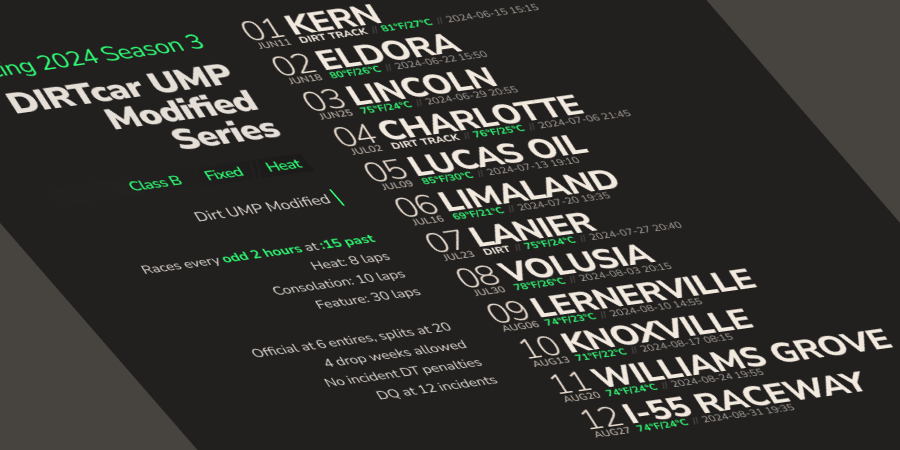 ing 2024 Season 3
DIRTcar UMP
Modified
Series
Class B Fixed Heat
Dirt UMP Modified
Races every odd 2 hours at :15 past
Heat: 8 laps
Consolation: 10 laps
Feature: 30 laps
Official at 6 entires, splits at 20
4 drop weeks allowed
No incident DT penalties
DQ at 12 incidents
01 KERN
JUN11 DIRT TRACK // 81°F/27°C // 2024-06-15 15:15
02 ELDORA
JUN18 80°F/26°C // 2024-06-22 15:50
03 LINCOLN
JUN25 75°F/24°C // 2024-06-29 20:55
04 CHARLOTTE
JUL02 DIRT TRACK // 76°F/25°C // 2024-07-06 21:45
05 LUCAS OIL
JUL09 85°F/30°C // 2024-07-13 19:10
06 LIMALAND
JUL16 69°F/21°C // 2024-07-20 19:35
07 LANIER
JUL23 DIRT // 75°F/24°C // 2024-07-27 20:40
08 VOLUSIA
JUL30 78°F/26°C // 2024-08-03 20:15
09 LERNERVILLE
AUG06 74°F/23°C // 2024-08-10 14:55
10 KNOXVILLE
AUG13 71°F/22°C // 2024-08-17 08:15
11 WILLIAMS GROVE
AUG20 74°F/24°C // 2024-08-24 19:55
12 I-55 RACEWAY
AUG27 74°F/24°C // 2024-08-31 19:35